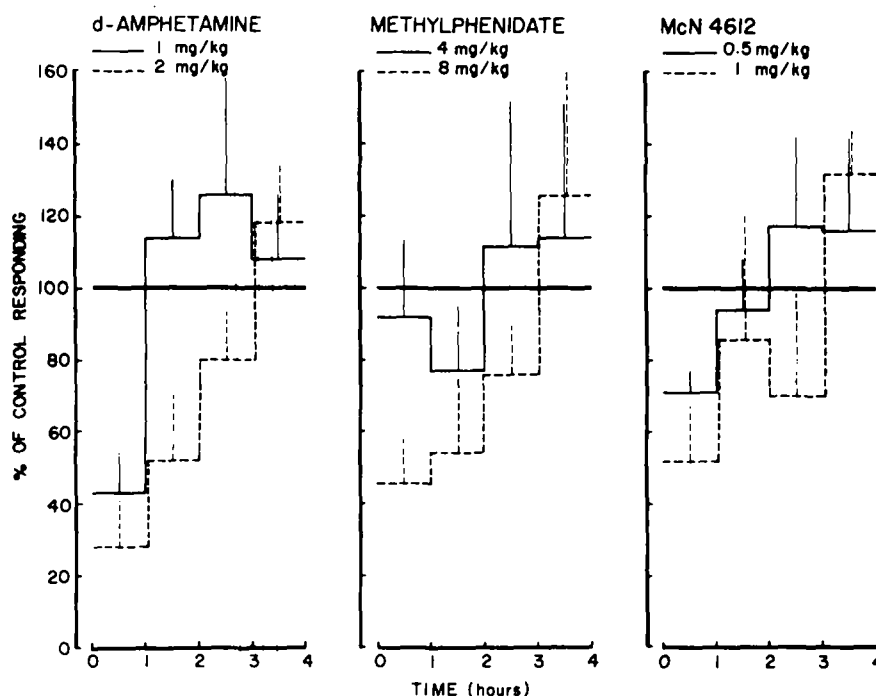 d-AMPHETAMINE
1 mg/kg
2 mg/kg
METHYLPHENIDATE
4 mg/kg
8 mg/kg
McN 4612
0.5 mg/kg
1 mg/kg
% OF CONTROL RESPONDING
160
140
120
100
80
60
40
20
0
0 1 2 3 4
0 1 2 3 4
0 1 2 3 4
TIME (hours)